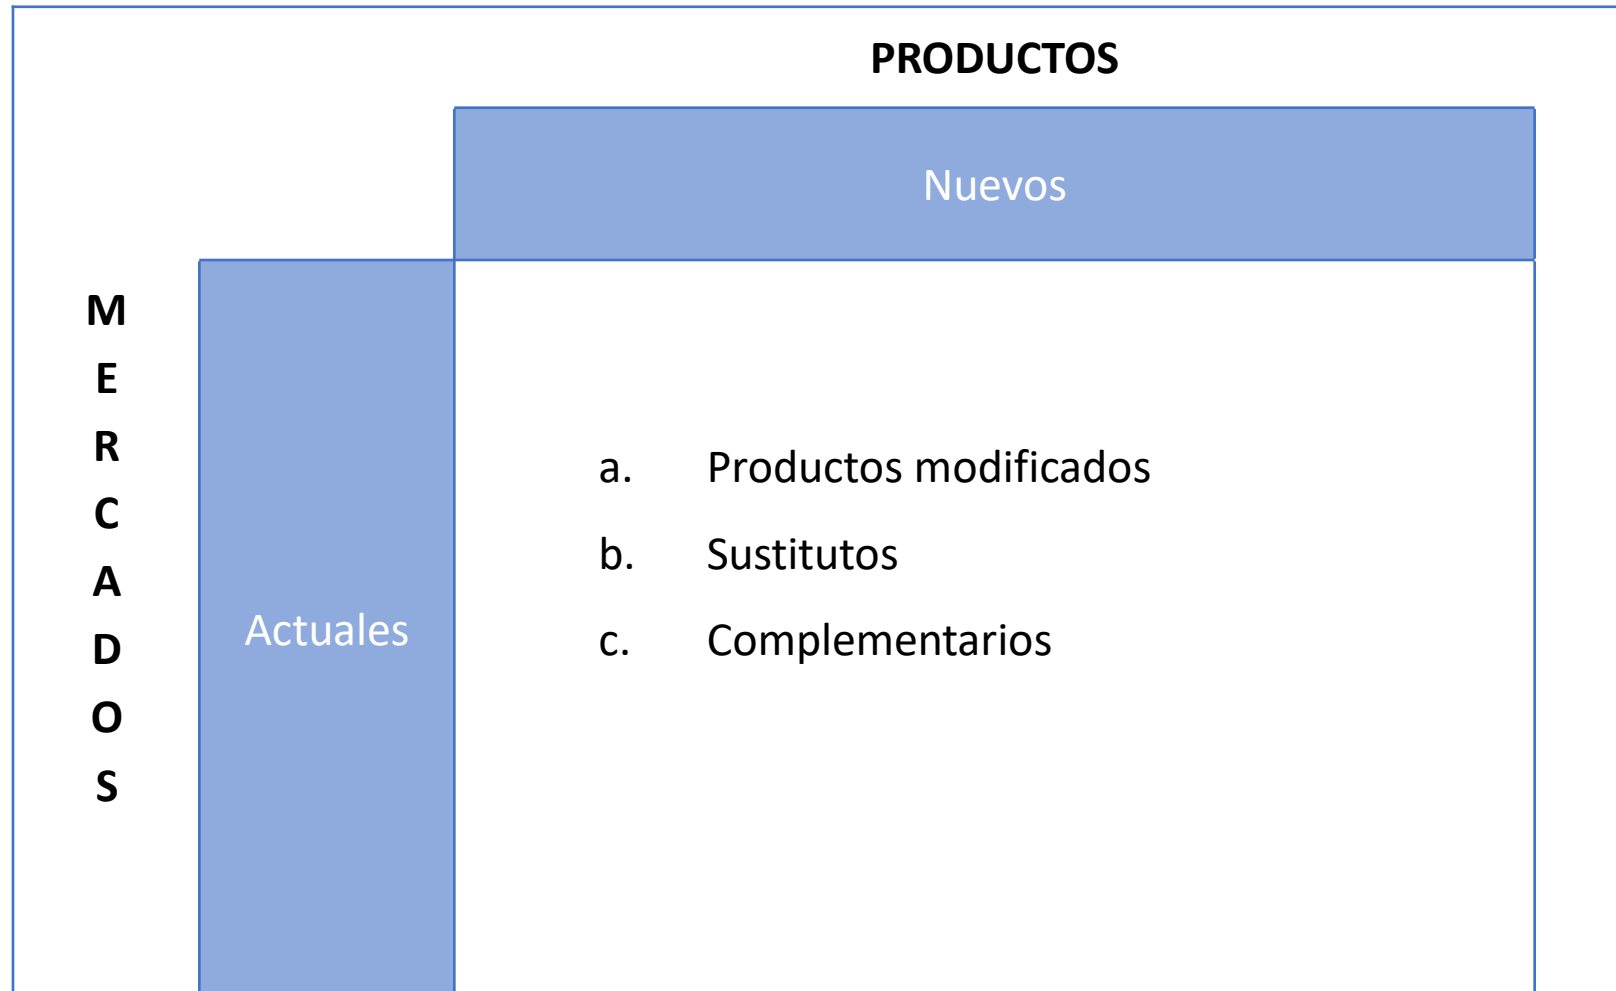 PRODUCTOS
Nuevos
M
E
R
C
A
D
O
S
Actuales
a. Productos modificados
b. Sustitutos
c. Complementarios